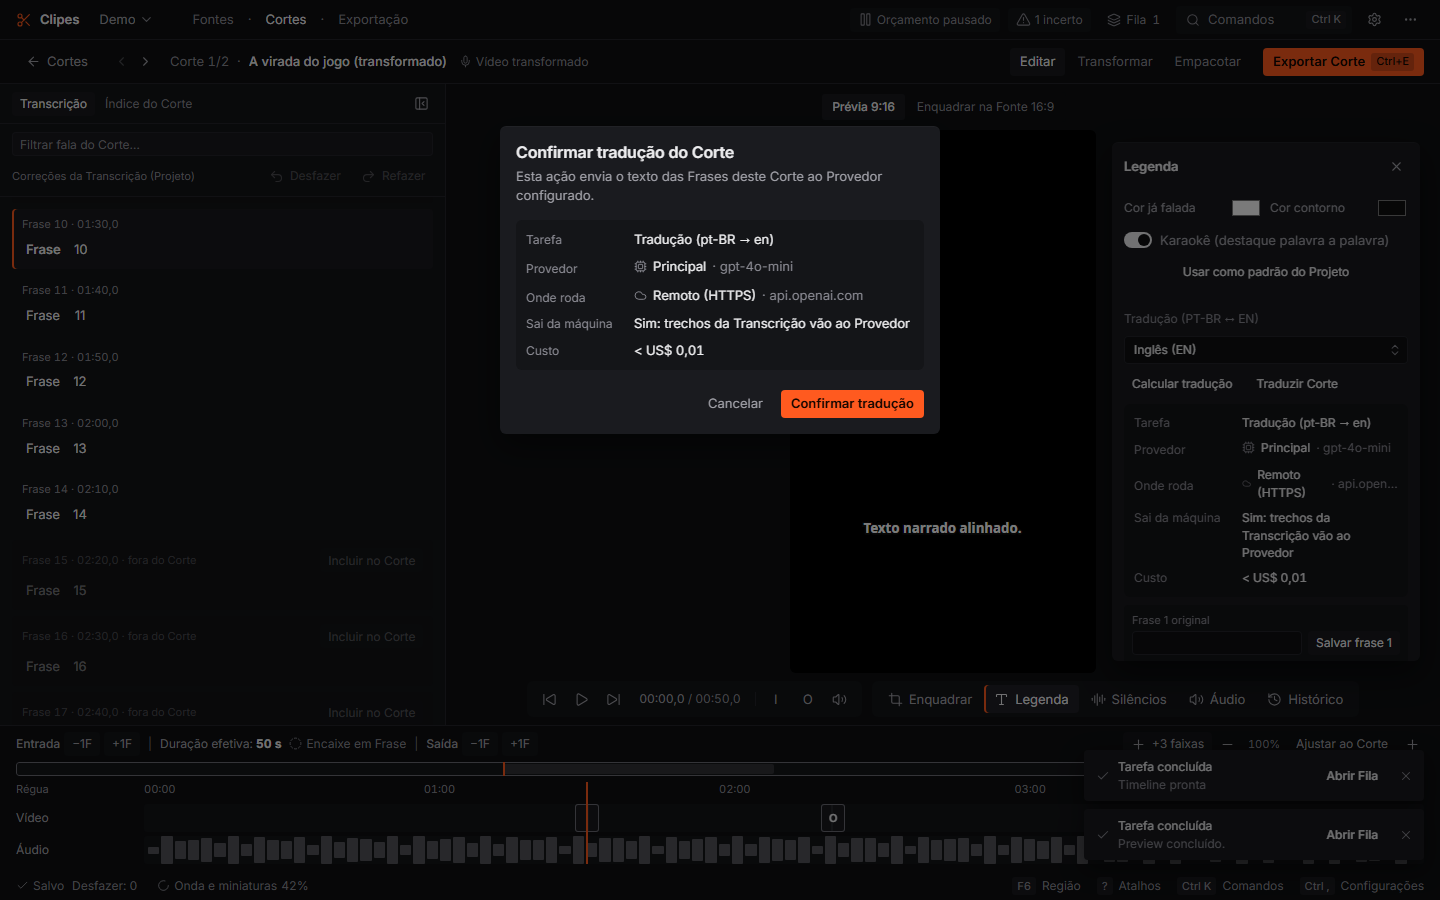 Clipes
Demo
Fontes · Cortes · Exportação
Orçamento pausado
1 incerto
Fila 1
Comandos
Ctrl K
Cortes
Corte 1/2 · A virada do jogo (transformado)
Vídeo transformado
Editar
Transformar
Empacotar
Exportar Corte Ctrl+E
Transcrição
Índice do Corte
Filtrar fala do Corte...
Correções da Transcrição (Projeto)
Desfazer
Refazer
Frase 10 · 01:30,0
Frase 10
Frase 11 · 01:40,0
Frase 11
Frase 12 · 01:50,0
Frase 12
Frase 13 · 02:00,0
Frase 13
Frase 14 · 02:10,0
Frase 14
Frase 15 · 02:20,0 · fora do Corte
Incluir no Corte
Frase 15
Frase 16 · 02:30,0 · fora do Corte
Incluir no Corte
Frase 16
Frase 17 · 02:40,0 · fora do Corte
Incluir no Corte
Prévia 9:16
Enquadrar na Fonte 16:9
Confirmar tradução do Corte
Esta ação envia o texto das Frases deste Corte ao Provedor
configurado.
Tarefa Tradução (pt-BR → en)
Provedor Principal · gpt-4o-mini
Onde roda Remoto (HTTPS) · api.openai.com
Sai da máquina Sim: trechos da Transcrição vão ao Provedor
Custo < US$ 0,01
Cancelar
Confirmar tradução
Texto narrado alinhado.
Legenda
Cor já falada
Cor contorno
Karaokê (destaque palavra a palavra)
Usar como padrão do Projeto
Tradução (PT-BR ↔ EN)
Inglês (EN)
Calcular tradução
Traduzir Corte
Tarefa Tradução (pt-BR → en)
Provedor Principal · gpt-4o-mini
Onde roda Remoto (HTTPS) · api.open...
Sai da máquina Sim: trechos da
Transcrição vão ao
Provedor
Custo < US$ 0,01
Frase 1 original
Salvar frase 1
00:00,0 / 00:50,0
I
O
Enquadrar
Legenda
Silêncios
Áudio
Histórico
Entrada −1F +1F
Duração efetiva: 50 s
Encaixe em Frase
Saída −1F +1F
+3 faixas
100%
Ajustar ao Corte
Régua 00:00 01:00 02:00 03:00
Vídeo
O
Áudio
Tarefa concluída
Timeline pronta
Abrir Fila
Tarefa concluída
Preview concluído.
Abrir Fila
Salvo
Desfazer: 0
Onda e miniaturas 42%
F6 Região
? Atalhos
Ctrl K Comandos
Ctrl , Configurações